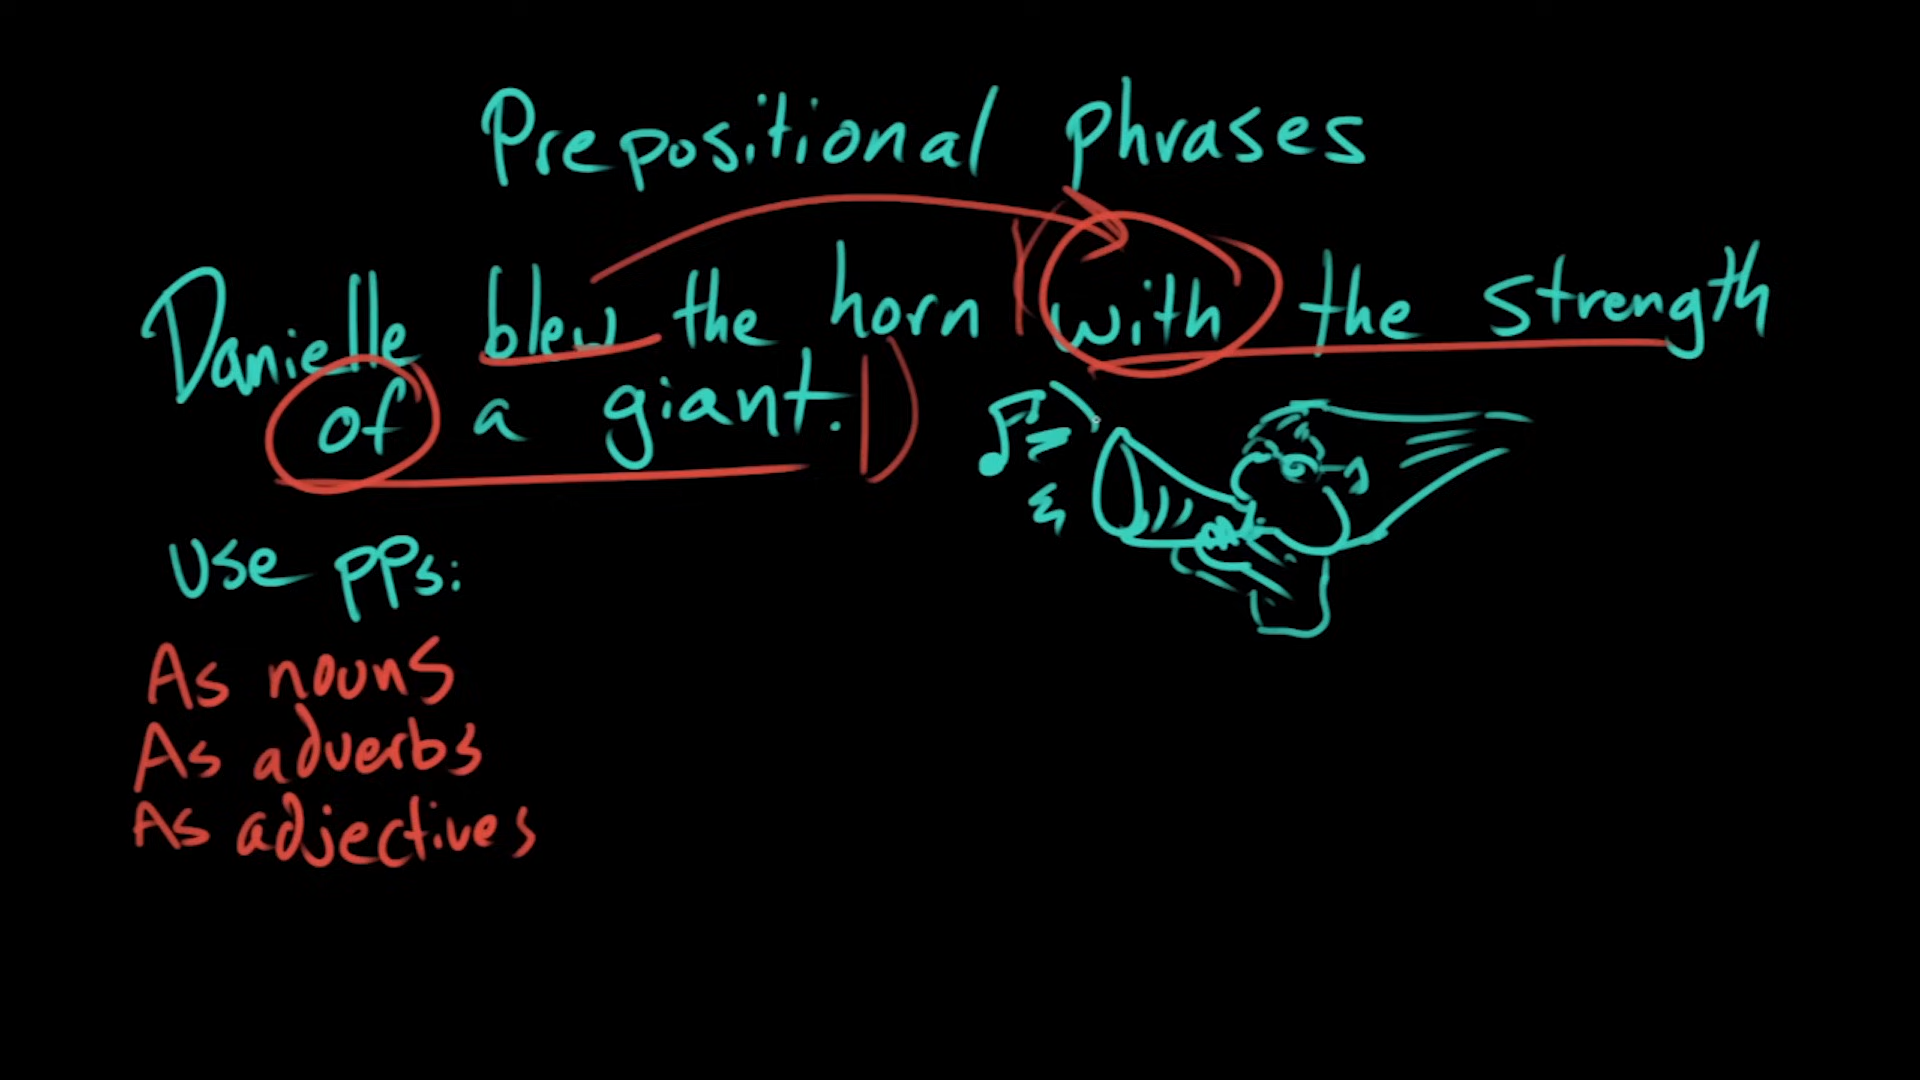 Prepositional phrases
Danielle blew the horn with the strength
of a giant.
Use PPs:
As nouns
As adverbs
As adjectives